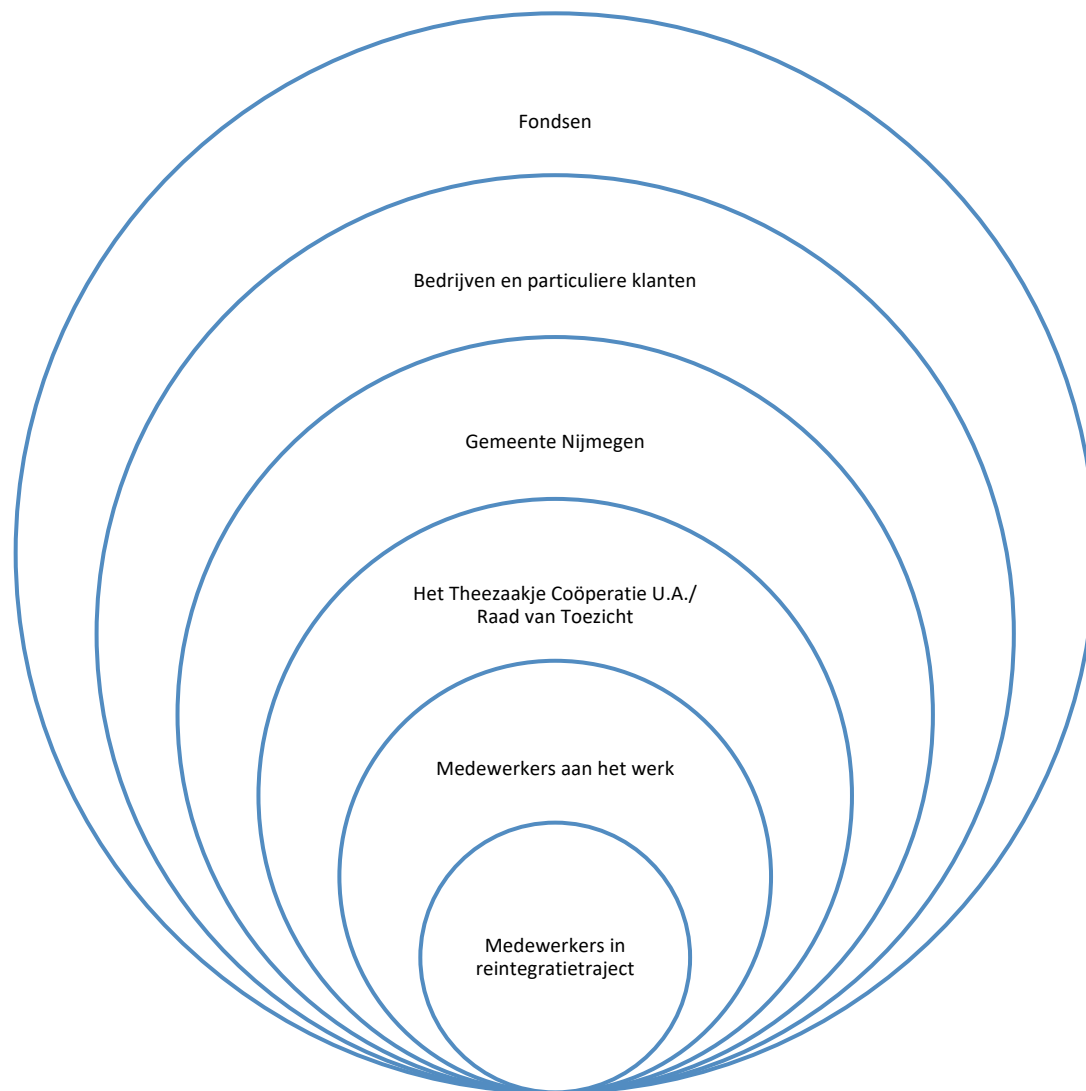 Fondsen
Bedrijven en particuliere klanten
Gemeente Nijmegen
Het Theezaakje Coöperatie U.A./
Raad van Toezicht
Medewerkers aan het werk
Medewerkers in
reintegratietraject